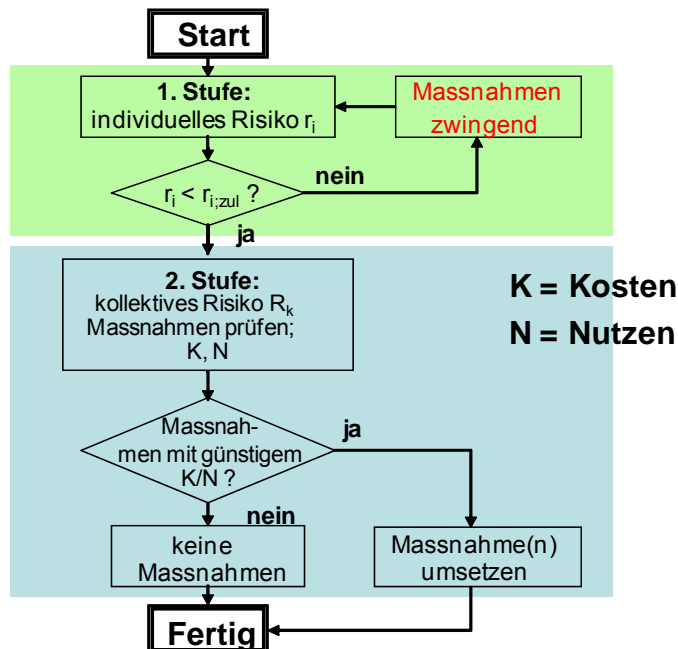 Start
1. Stufe:
individuelles Risiko rᵢ
Massnahmen
zwingend
nein
rᵢ < rᵢ;zul ?
ja
2. Stufe:
kollektives Risiko Rₖ
Massnahmen prüfen;
K, N
K = Kosten
N = Nutzen
Massnah-
men mit günstigem
K/N ?
ja
nein
keine
Massnahmen
Massnahme(n)
umsetzen
Fertig